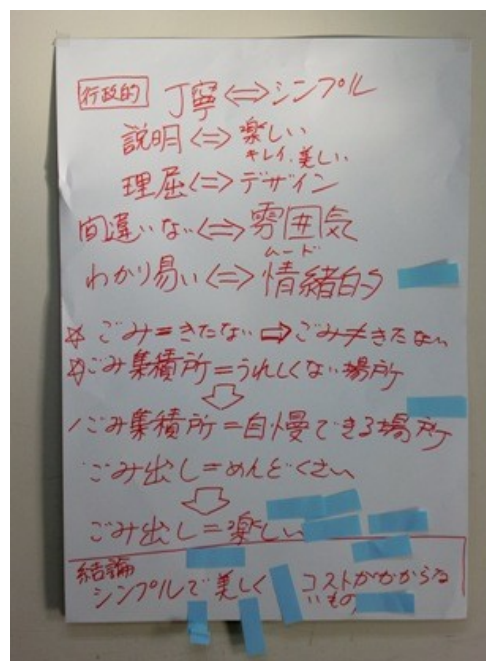 行政的 丁寧⇔シンプル
説明⇔楽しい
キレイ、美しい
理屈⇔デザイン
間違いない⇔雰囲気
ムード
わかり易い⇔情緒的
☆ごみ=きたない⇨ごみ≠きたない
☆ごみ集積所=うれしくない場所
⇩
ごみ集積所=自慢できる場所
ごみ出し=めんどくさい
⇩
ごみ出し=楽しい
結論
シンプルで美しく コストがかからな
いもの